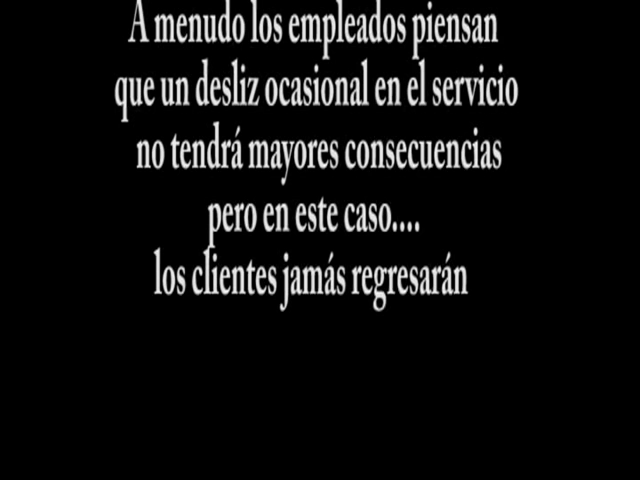 A menudo los empleados piensan
que un desliz ocasional en el servicio
no tendrá mayores consecuencias
pero en este caso....
los clientes jamás regresarán